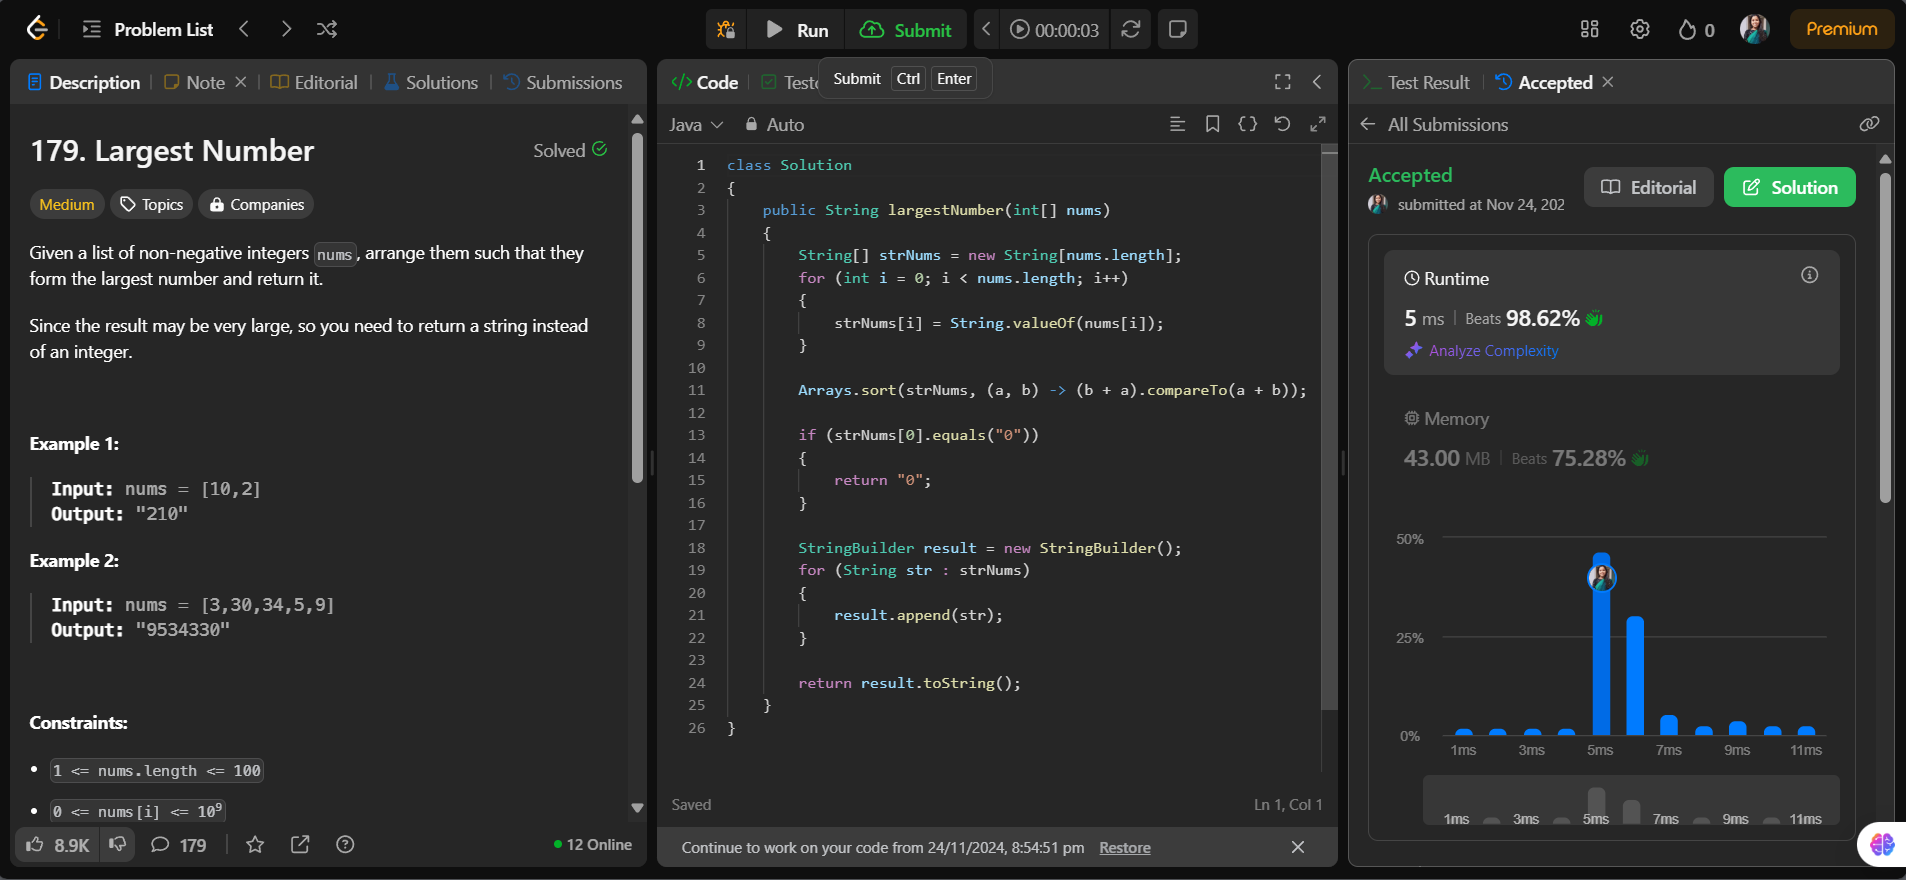 Problem List
Run
Submit
00:00:03
0
Premium
Description
Note
Editorial
Solutions
Submissions
179. Largest Number
Solved
Medium
Topics
Companies
Given a list of non-negative integers nums, arrange them such that they
form the largest number and return it.
Since the result may be very large, so you need to return a string instead
of an integer.
Example 1:
Input: nums = [10,2]
Output: "210"
Example 2:
Input: nums = [3,30,34,5,9]
Output: "9534330"
Constraints:
• 1 <= nums.length <= 100
• 0 <= nums[i] <= 10⁹
8.9K
179
12 Online
</> Code
Submit Ctrl Enter
Java
Auto
1 class Solution
2 {
3 public String largestNumber(int[] nums)
4 {
5 String[] strNums = new String[nums.length];
6 for (int i = 0; i < nums.length; i++)
7 {
8 strNums[i] = String.valueOf(nums[i]);
9 }
10
11 Arrays.sort(strNums, (a, b) -> (b + a).compareTo(a + b));
12
13 if (strNums[0].equals("0"))
14 {
15 return "0";
16 }
17
18 StringBuilder result = new StringBuilder();
19 for (String str : strNums)
20 {
21 result.append(str);
22 }
23
24 return result.toString();
25 }
26 }
Saved
Ln 1, Col 1
Continue to work on your code from 24/11/2024, 8:54:51 pm Restore
Test Result
Accepted
All Submissions
Accepted
submitted at Nov 24, 202
Editorial
Solution
Runtime
5 ms | Beats 98.62%
Analyze Complexity
Memory
43.00 MB | Beats 75.28%
50%
25%
0%
1ms 3ms 5ms 7ms 9ms 11ms
1ms 3ms 5ms 7ms 9ms 11ms